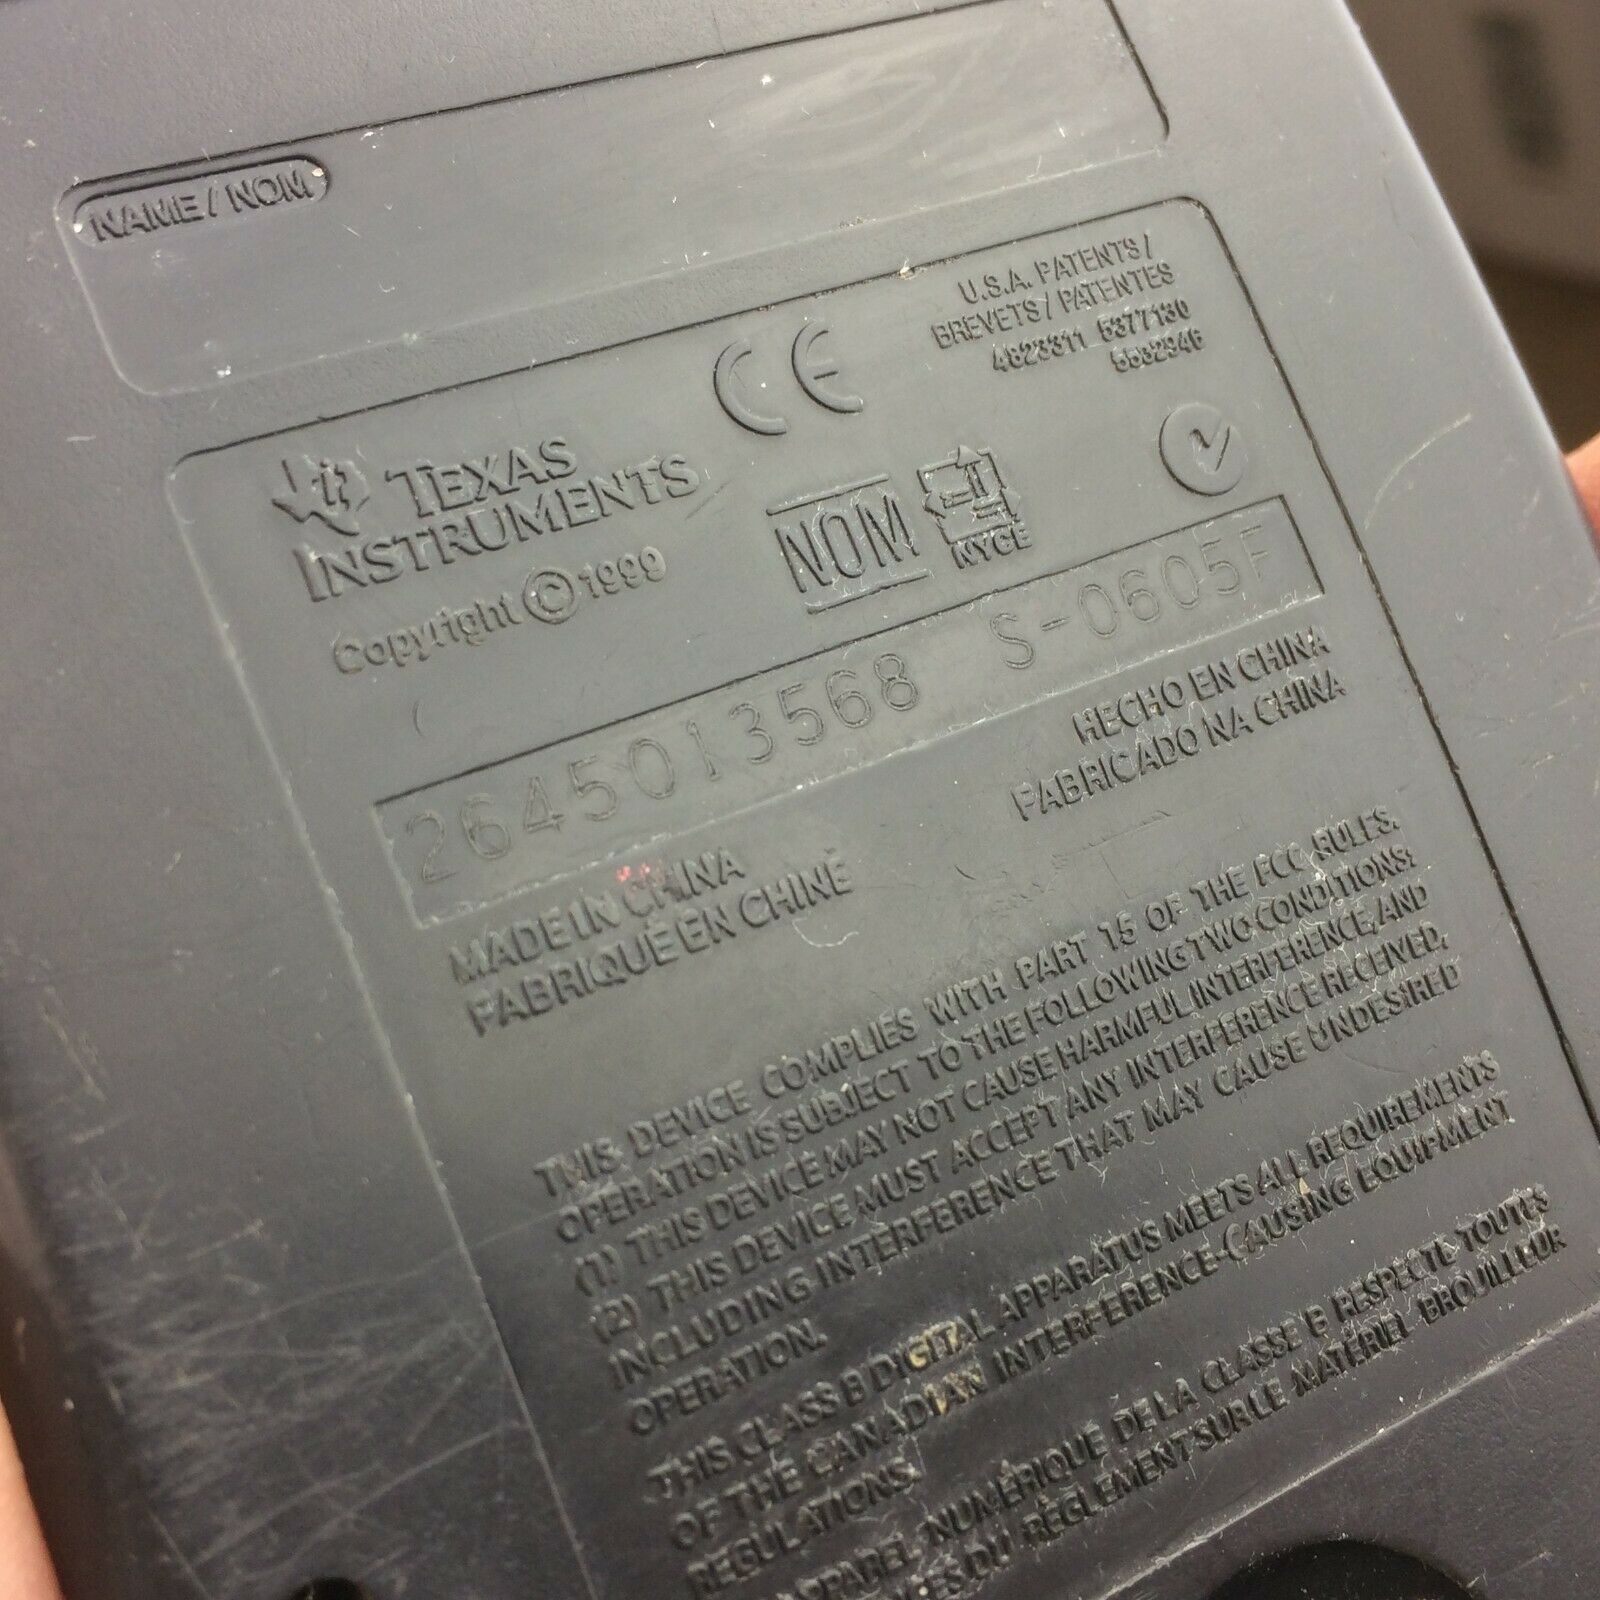 NAME / NOM
U.S.A. PATENTS /
BREVETS / PATENTES
4823311 5377130
5532946
CE
TEXAS
INSTRUMENTS
Copyright © 1999
NOM
NYCE
2645013568 S-0605F
MADE IN CHINA
FABRIQUÉ EN CHINE
HECHO EN CHINA
FABRICADO NA CHINA
THIS DEVICE COMPLIES WITH PART 15 OF THE FCC RULES.
OPERATION IS SUBJECT TO THE FOLLOWING TWO CONDITIONS:
(1) THIS DEVICE MAY NOT CAUSE HARMFUL INTERFERENCE, AND
(2) THIS DEVICE MUST ACCEPT ANY INTERFERENCE RECEIVED,
INCLUDING INTERFERENCE THAT MAY CAUSE UNDESIRED
OPERATION.
THIS CLASS B DIGITAL APPARATUS MEETS ALL REQUIREMENTS
OF THE CANADIAN INTERFERENCE-CAUSING EQUIPMENT
REGULATIONS.
APPAREIL NUMÉRIQUE DE LA CLASSE B RESPECTE TOUTES
DU RÈGLEMENT SUR LE MATÉRIEL BROUILLEUR